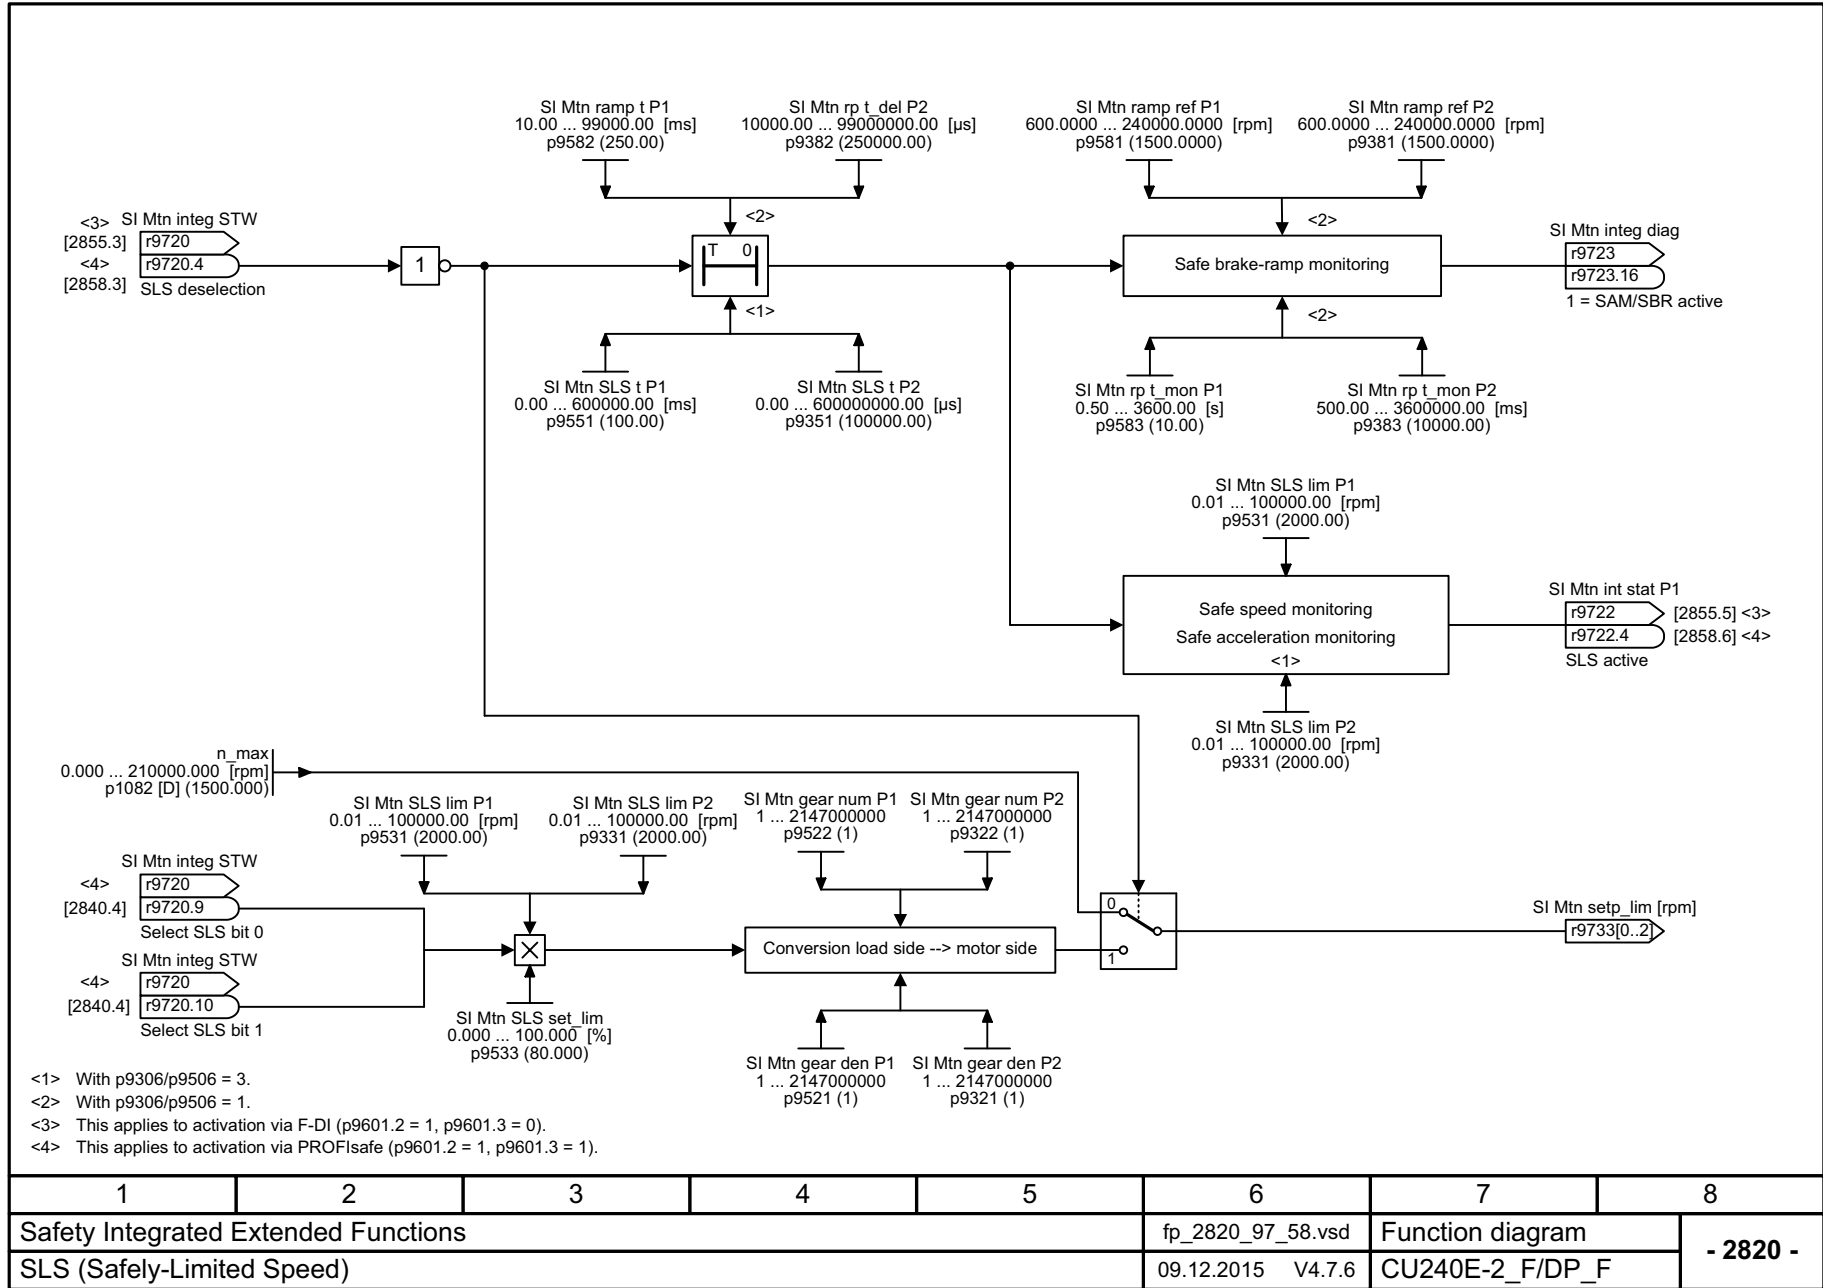 SI Mtn ramp t P1
10.00 ... 99000.00 [ms]
p9582 (250.00)
SI Mtn rp t_del P2
10000.00 ... 99000000.00 [µs]
p9382 (250000.00)
SI Mtn ramp ref P1
600.0000 ... 240000.0000 [rpm]
p9581 (1500.0000)
SI Mtn ramp ref P2
600.0000 ... 240000.0000 [rpm]
p9381 (1500.0000)
<3> SI Mtn integ STW
[2855.3] r9720
<4> r9720.4
[2858.3] SLS deselection
1
<2>
T 0
<1>
<2>
Safe brake-ramp monitoring
<2>
SI Mtn integ diag
r9723
r9723.16
1 = SAM/SBR active
SI Mtn SLS t P1
0.00 ... 600000.00 [ms]
p9551 (100.00)
SI Mtn SLS t P2
0.00 ... 600000000.00 [µs]
p9351 (100000.00)
SI Mtn rp t_mon P1
0.50 ... 3600.00 [s]
p9583 (10.00)
SI Mtn rp t_mon P2
500.00 ... 3600000.00 [ms]
p9383 (10000.00)
SI Mtn SLS lim P1
0.01 ... 100000.00 [rpm]
p9531 (2000.00)
Safe speed monitoring
Safe acceleration monitoring
<1>
SI Mtn int stat P1
r9722 [2855.5] <3>
r9722.4 [2858.6] <4>
SLS active
SI Mtn SLS lim P2
0.01 ... 100000.00 [rpm]
p9331 (2000.00)
n_max
0.000 ... 210000.000 [rpm]
p1082 [D] (1500.000)
SI Mtn SLS lim P1
0.01 ... 100000.00 [rpm]
p9531 (2000.00)
SI Mtn SLS lim P2
0.01 ... 100000.00 [rpm]
p9331 (2000.00)
SI Mtn gear num P1
1 ... 2147000000
p9522 (1)
SI Mtn gear num P2
1 ... 2147000000
p9322 (1)
SI Mtn integ STW
<4> r9720
[2840.4] r9720.9
Select SLS bit 0
SI Mtn integ STW
<4> r9720
[2840.4] r9720.10
Select SLS bit 1
SI Mtn SLS set_lim
0.000 ... 100.000 [%]
p9533 (80.000)
Conversion load side --> motor side
0
1
SI Mtn setp_lim [rpm]
r9733[0..2]
SI Mtn gear den P1
1 ... 2147000000
p9521 (1)
SI Mtn gear den P2
1 ... 2147000000
p9321 (1)
<1> With p9306/p9506 = 3.
<2> With p9306/p9506 = 1.
<3> This applies to activation via F-DI (p9601.2 = 1, p9601.3 = 0).
<4> This applies to activation via PROFIsafe (p9601.2 = 1, p9601.3 = 1).
1 2 3 4 5 6 7 8
Safety Integrated Extended Functions
fp_2820_97_58.vsd
Function diagram
- 2820 -
SLS (Safely-Limited Speed)
09.12.2015 V4.7.6
CU240E-2_F/DP_F